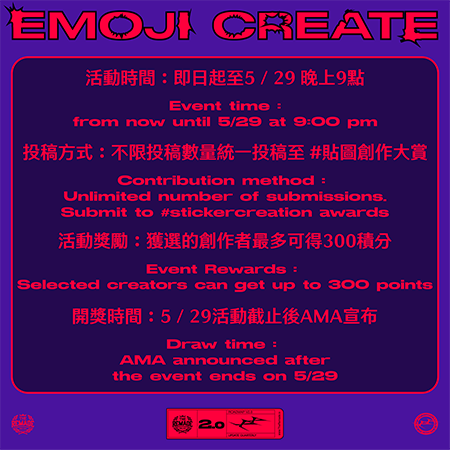 EMOJI CREATE
活動時間：即日起至5 / 29 晚上9點
Event time :
from now until 5/29 at 9:00 pm
投稿方式：不限投稿數量統一投稿至 #貼圖創作大賞
Contribution method :
Unlimited number of submissions.
Submit to #stickercreation awards
活動獎勵：獲選的創作者最多可得300積分
Event Rewards :
Selected creators can get up to 300 points
開獎時間：5 / 29活動截止後AMA宣布
Draw time :
AMA announced after
the event ends on 5/29
2.0